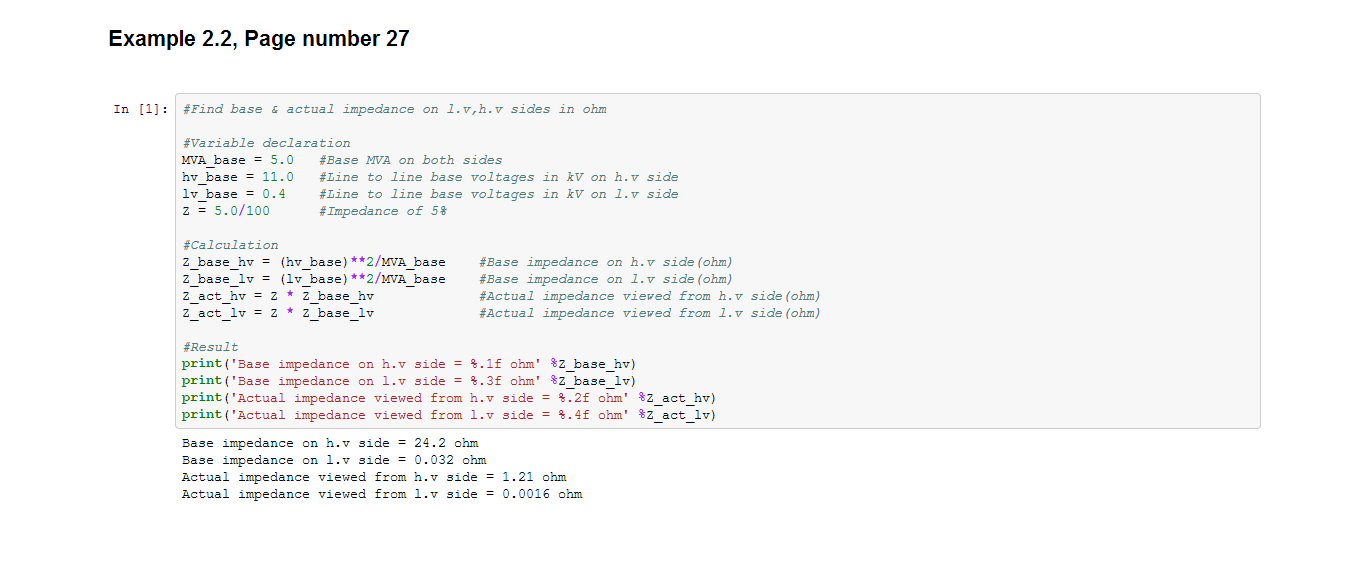 Example 2.2, Page number 27
In [1]: #Find base & actual impedance on l.v,h.v sides in ohm
#Variable declaration
MVA_base = 5.0   #Base MVA on both sides
hv_base = 11.0   #Line to line base voltages in kV on h.v side
lv_base = 0.4    #Line to line base voltages in kV on l.v side
Z = 5.0/100      #Impedance of 5%
#Calculation
Z_base_hv = (hv_base)**2/MVA_base    #Base impedance on h.v side(ohm)
Z_base_lv = (lv_base)**2/MVA_base    #Base impedance on l.v side(ohm)
Z_act_hv = Z * Z_base_hv             #Actual impedance viewed from h.v side(ohm)
Z_act_lv = Z * Z_base_lv             #Actual impedance viewed from l.v side(ohm)
#Result
print('Base impedance on h.v side = %.1f ohm' %Z_base_hv)
print('Base impedance on l.v side = %.3f ohm' %Z_base_lv)
print('Actual impedance viewed from h.v side = %.2f ohm' %Z_act_hv)
print('Actual impedance viewed from l.v side = %.4f ohm' %Z_act_lv)
Base impedance on h.v side = 24.2 ohm
Base impedance on l.v side = 0.032 ohm
Actual impedance viewed from h.v side = 1.21 ohm
Actual impedance viewed from l.v side = 0.0016 ohm